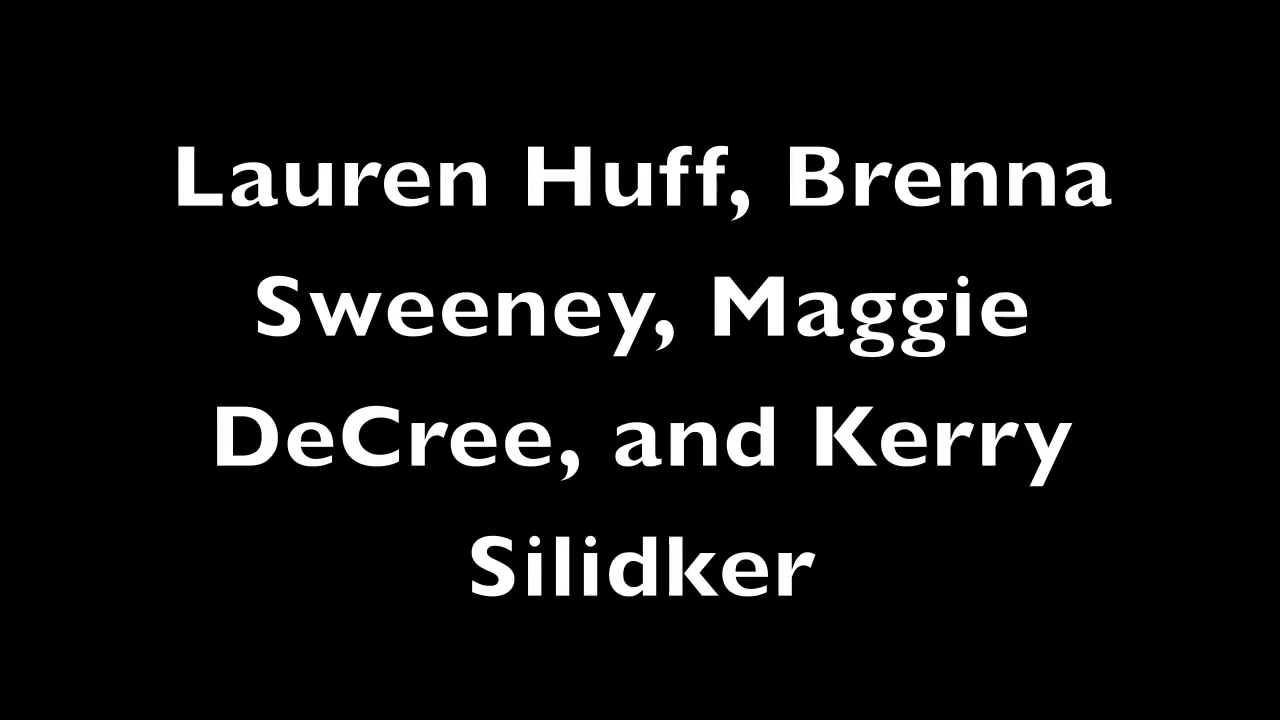 Lauren Huff, Brenna
Sweeney, Maggie
DeCree, and Kerry
Silidker